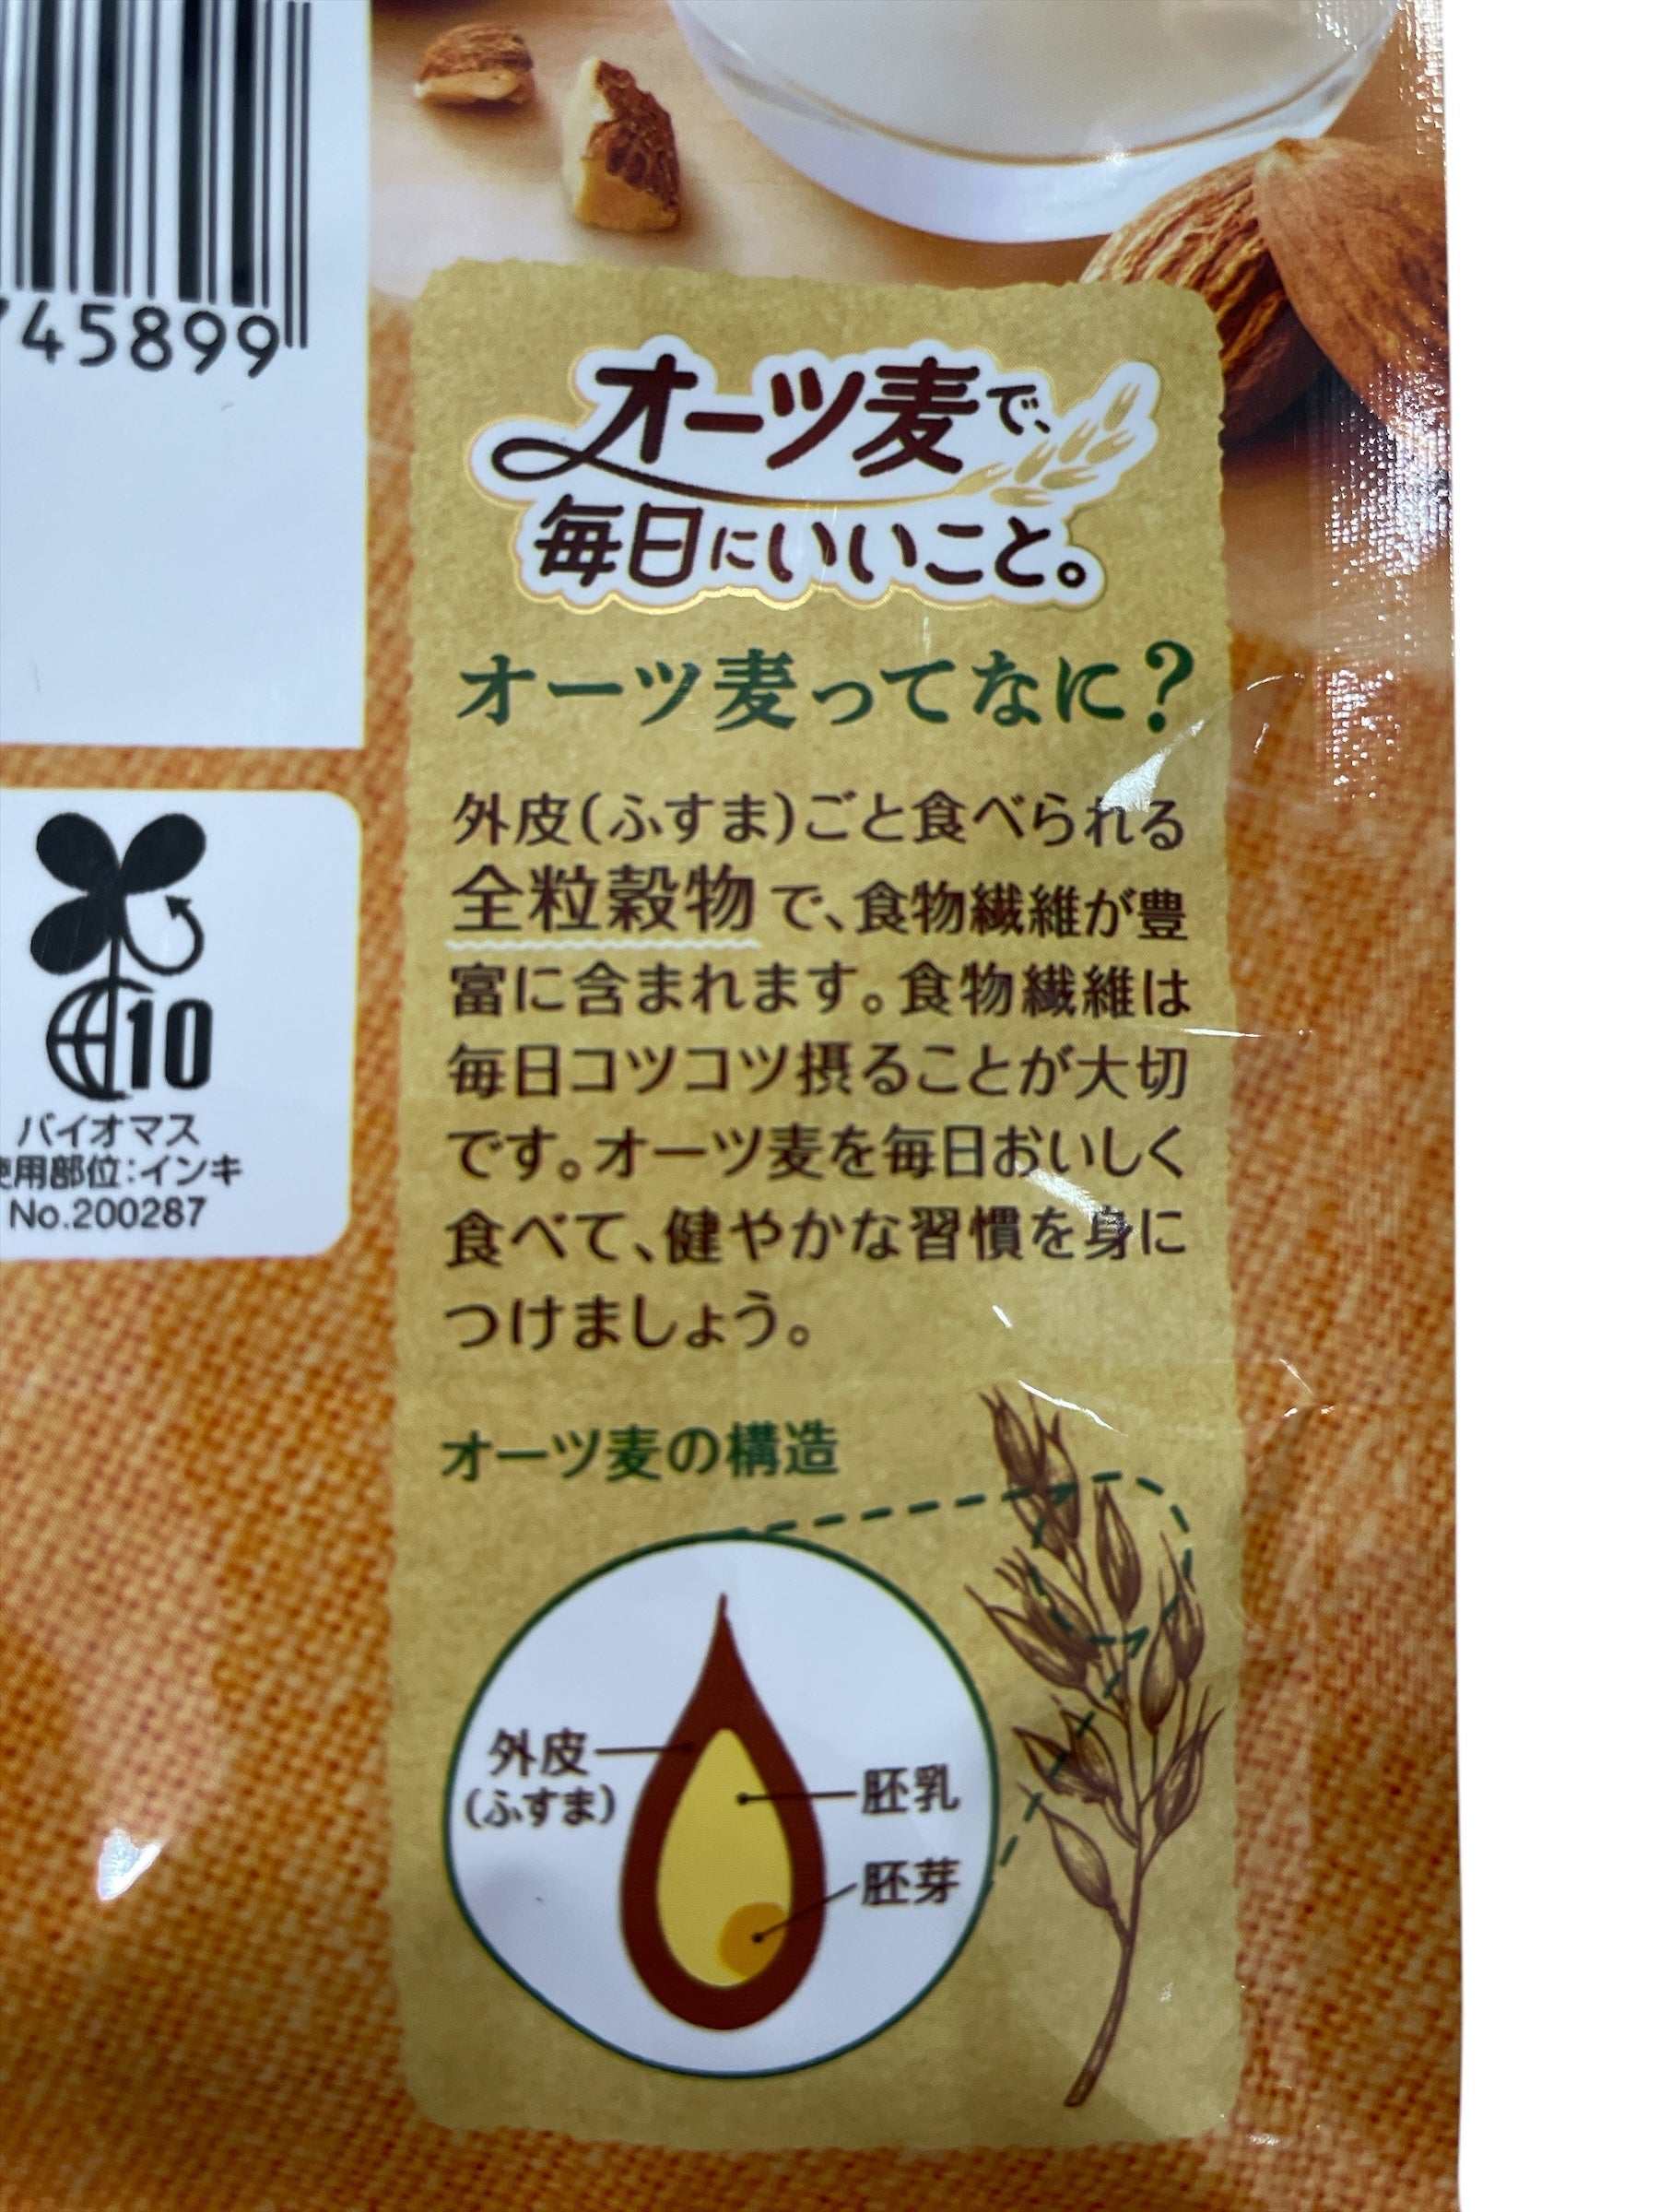 45899
オーツ麦で、
毎日にいいこと。
オーツ麦ってなに?
外皮(ふすま)ごと食べられる
全粒穀物で、食物繊維が豊
富に含まれます。食物繊維は
毎日コツコツ摂ることが大切
です。オーツ麦を毎日おいしく
食べて、健やかな習慣を身に
つけましょう。
オーツ麦の構造
外皮
(ふすま)
胚乳
胚芽
10
バイオマス
使用部位:インキ
No.200287